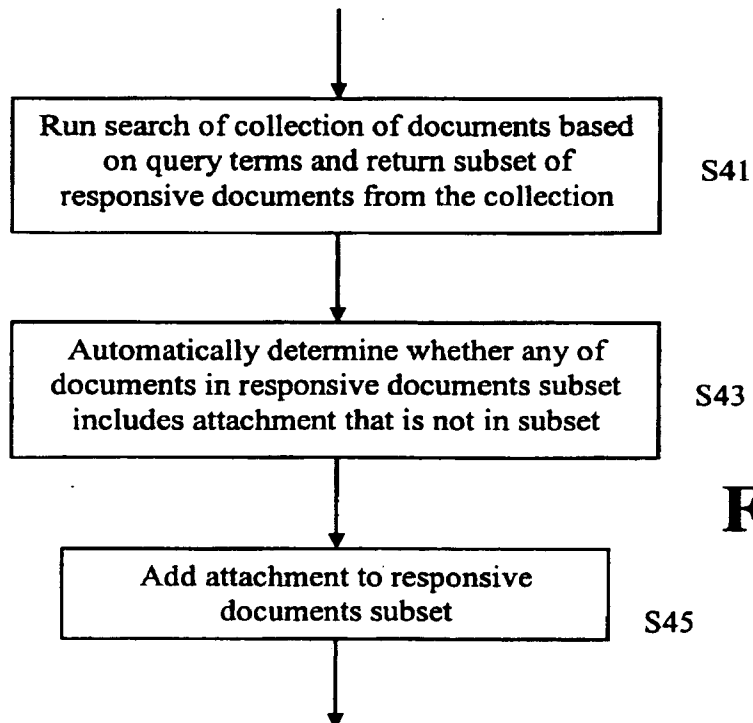 Run search of collection of documents based
on query terms and return subset of
responsive documents from the collection
S41
Automatically determine whether any of
documents in responsive documents subset
includes attachment that is not in subset
S43
F
Add attachment to responsive
documents subset
S45